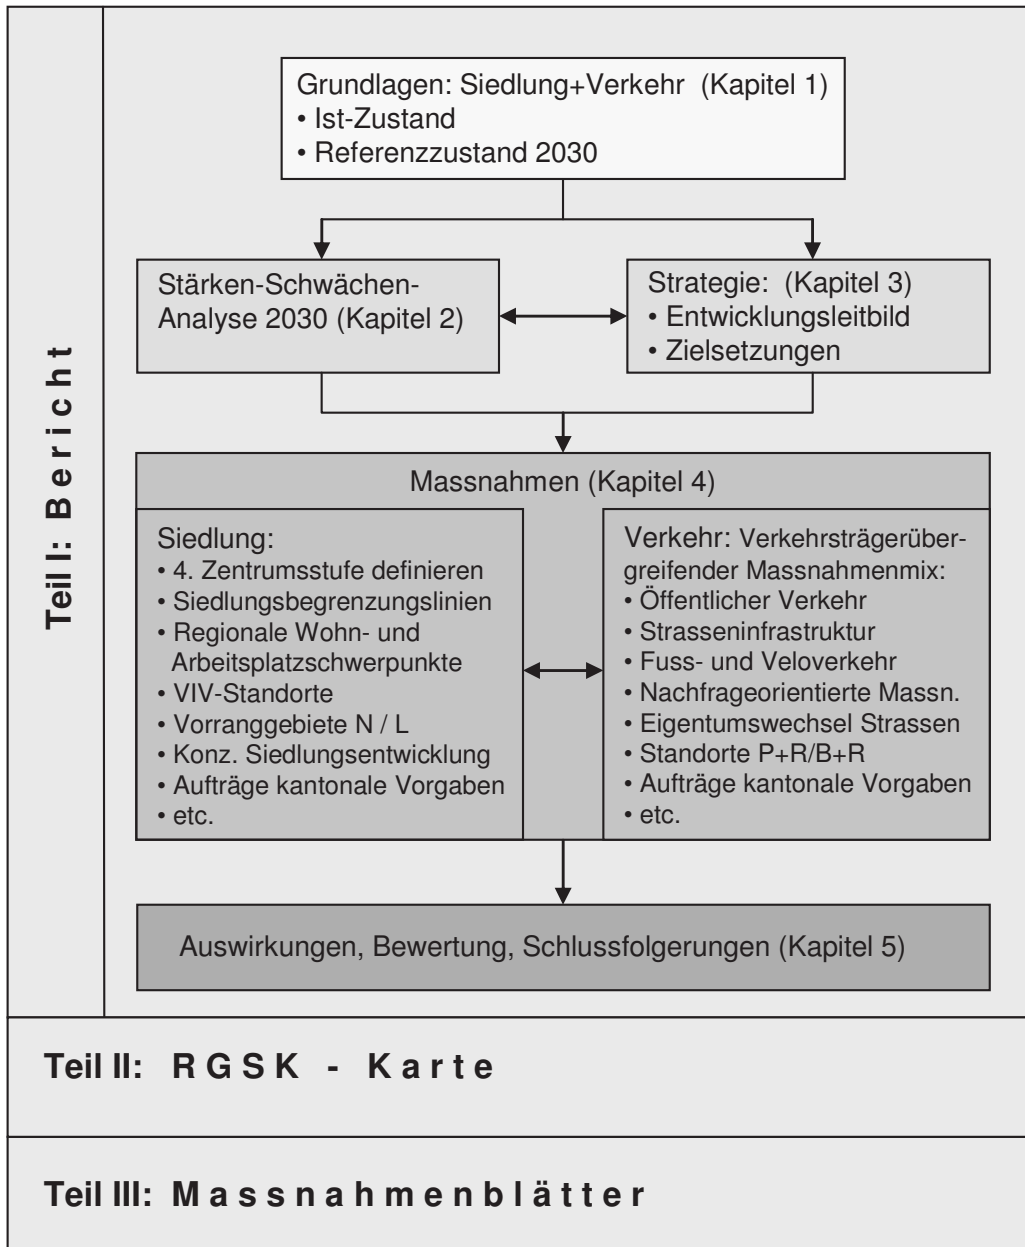 Teil I: Bericht
Grundlagen: Siedlung+Verkehr (Kapitel 1)
• Ist-Zustand
• Referenzzustand 2030
Stärken-Schwächen-
Analyse 2030 (Kapitel 2)
Strategie: (Kapitel 3)
• Entwicklungsleitbild
• Zielsetzungen
Massnahmen (Kapitel 4)
Siedlung:
• 4. Zentrumsstufe definieren
• Siedlungsbegrenzungslinien
• Regionale Wohn- und
Arbeitsplatzschwerpunkte
• VIV-Standorte
• Vorranggebiete N / L
• Konz. Siedlungsentwicklung
• Aufträge kantonale Vorgaben
• etc.
Verkehr: Verkehrsträgerüber-
greifender Massnahmenmix:
• Öffentlicher Verkehr
• Strasseninfrastruktur
• Fuss- und Veloverkehr
• Nachfrageorientierte Massn.
• Eigentumswechsel Strassen
• Standorte P+R/B+R
• Aufträge kantonale Vorgaben
• etc.
Auswirkungen, Bewertung, Schlussfolgerungen (Kapitel 5)
Teil II: RGSK - Karte
Teil III: Massnahmenblätter